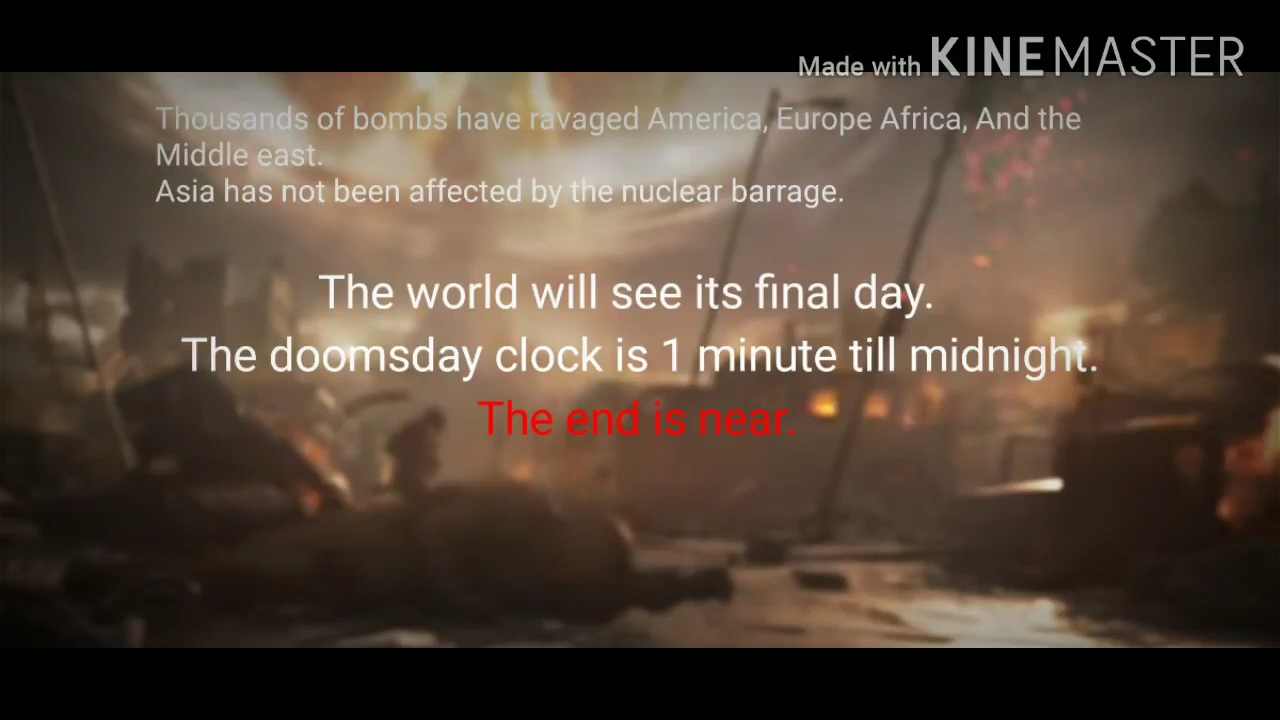 Made with KINEMASTER
Thousands of bombs have ravaged America, Europe Africa, And the
Middle east.
Asia has not been affected by the nuclear barrage.
The world will see its final day.
The doomsday clock is 1 minute till midnight.
The end is near.